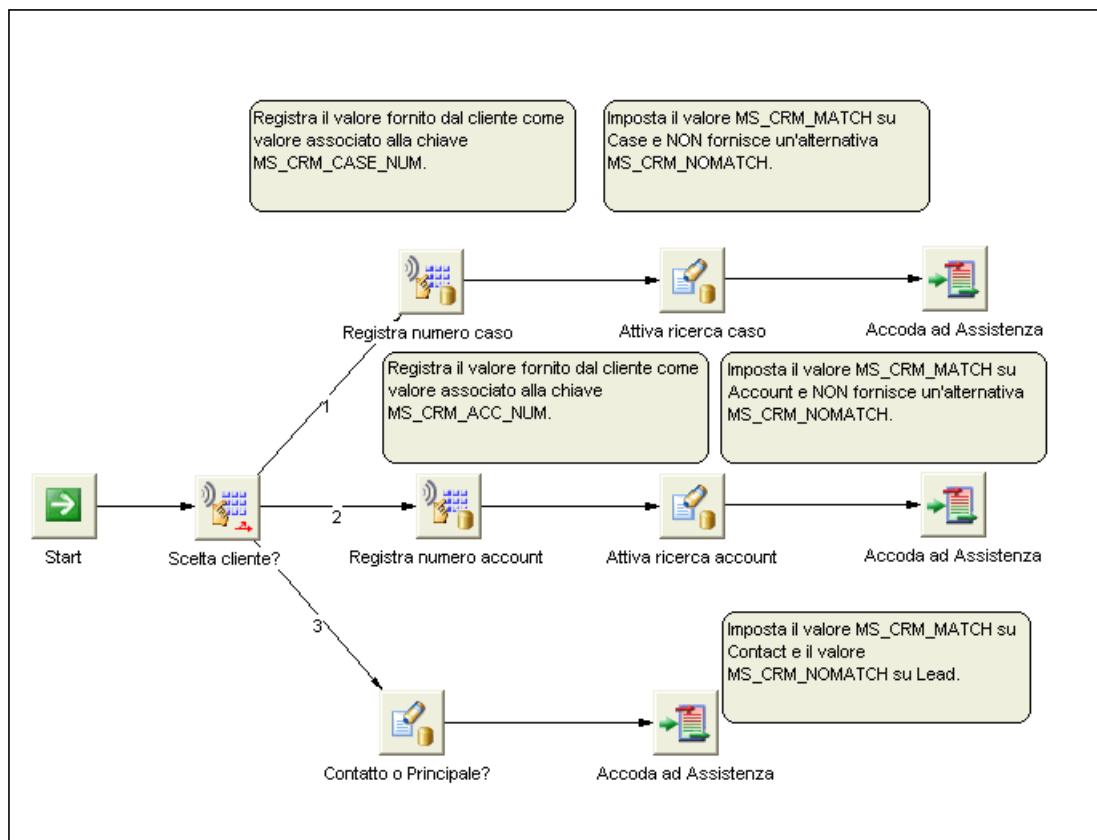 Registra il valore fornito dal cliente come
valore associato alla chiave
MS_CRM_CASE_NUM.
Imposta il valore MS_CRM_MATCH su
Case e NON fornisce un'alternativa
MS_CRM_NOMATCH.
Registra numero caso
Attiva ricerca caso
Accoda ad Assistenza
Registra il valore fornito dal cliente come
valore associato alla chiave
MS_CRM_ACC_NUM.
Imposta il valore MS_CRM_MATCH su
Account e NON fornisce un'alternativa
MS_CRM_NOMATCH.
1
2
3
Start
Scelta cliente?
Registra numero account
Attiva ricerca account
Accoda ad Assistenza
Imposta il valore MS_CRM_MATCH su
Contact e il valore
MS_CRM_NOMATCH su Lead.
Contatto o Principale?
Accoda ad Assistenza